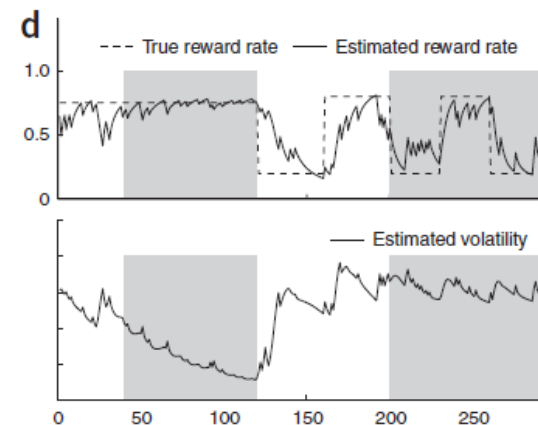 d
True reward rate
Estimated reward rate
1.0
0.5
0
Estimated volatility
0 50 100 150 200 250